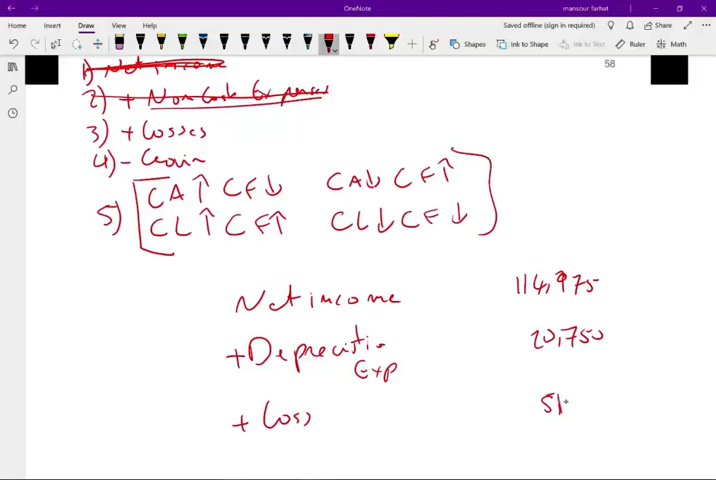 OneNote
mansour farhat
Home Insert Draw View Help
Saved offline (sign in required)
Share
Shapes
Ink to Shape
Ink to Text
Ruler
Math
58
1) Net income
2) + Non Cash Expenses
3) + Losses
4) - Gain
5) CA↑ CF↓ CA↓ CF↑
CL↑ CF↑ CL↓ CF↓
Net income 114,975
+ Depreciation Exp 20,750
+ Loss